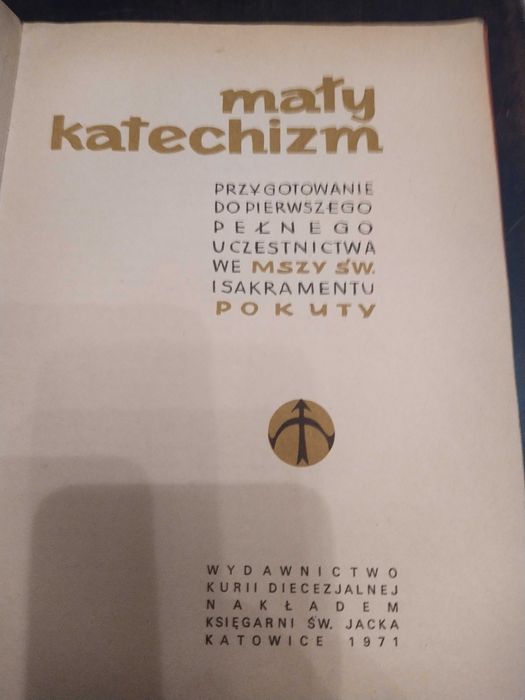 mały
katechizm
PRZYGOTOWANIE
DO PIERWSZEGO
PEŁNEGO
UCZESTNICTWA
WE MSZY ŚW.
I SAKRAMENTU
POKUTY
WYDAWNICTWO
KURII DIECEZJALNEJ
NAKŁADEM
KSIĘGARNI ŚW. JACKA
KATOWICE 1971